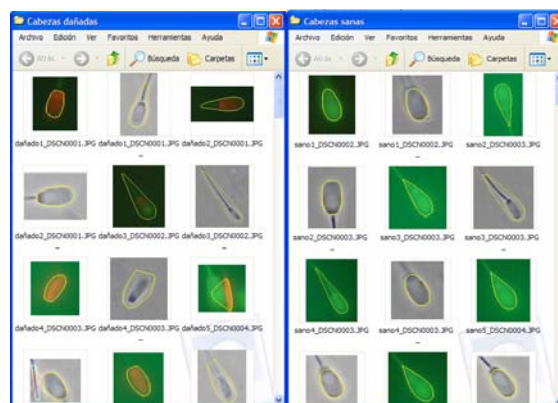 Cabezas dañadas
Archivo Edición Ver Favoritos Herramientas Ayuda
Atrás Búsqueda Carpetas
dañado1_DSCN0001.JPG dañado1_DSCN0001.JPG dañado2_DSCN0001.JPG
dañado2_DSCN0001.JPG dañado3_DSCN0002.JPG dañado3_DSCN0002.JPG
dañado4_DSCN0003.JPG dañado4_DSCN0003.JPG dañado5_DSCN0004.JPG
Cabezas sanas
Archivo Edición Ver Favoritos Herramientas Ayuda
Atrás Búsqueda Carpetas
sano1_DSCN0002.JPG sano1_DSCN0002.JPG sano2_DSCN0003.JPG
sano2_DSCN0003.JPG sano3_DSCN0003.JPG sano3_DSCN0003.JPG
sano4_DSCN0003.JPG sano4_DSCN0003.JPG sano5_DSCN0004.JPG